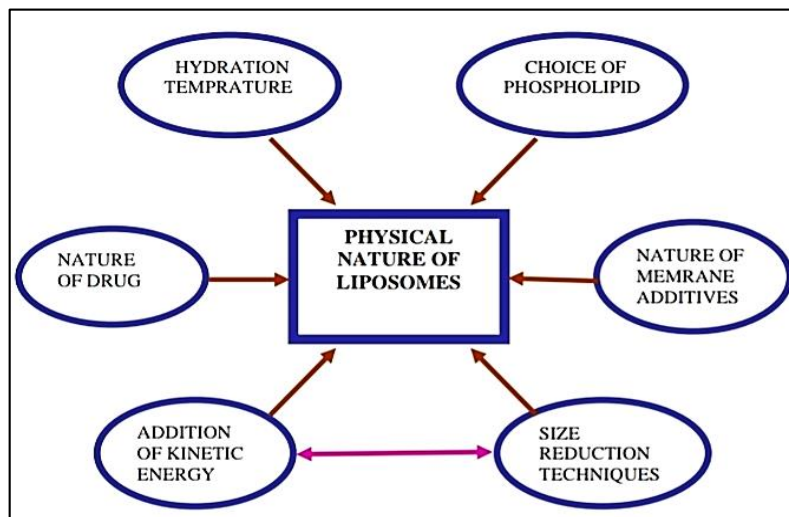 HYDRATION
TEMPRATURE
CHOICE OF
PHOSPHOLIPID
NATURE
OF DRUG
PHYSICAL
NATURE OF
LIPOSOMES
NATURE OF
MEMRANE
ADDITIVES
ADDITION
OF KINETIC
ENERGY
SIZE
REDUCTION
TECHNIQUES